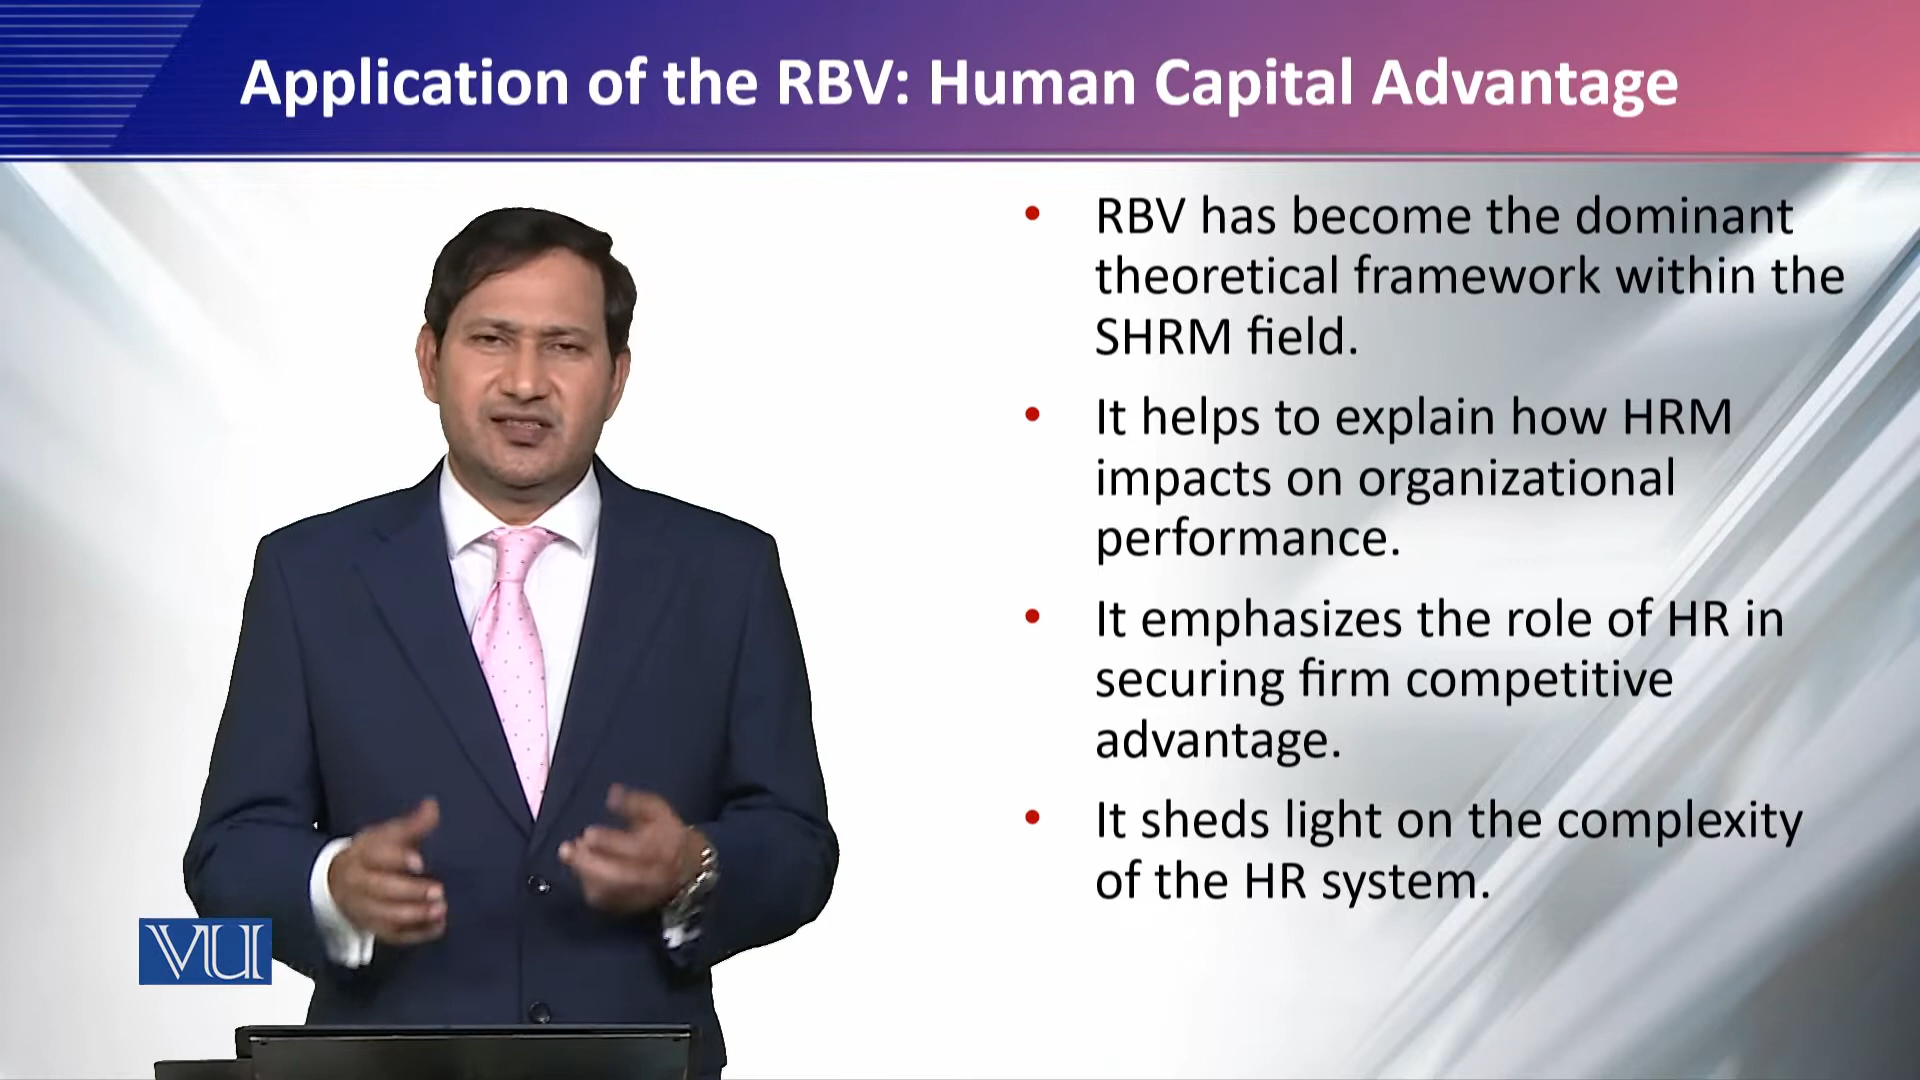 Application of the RBV: Human Capital Advantage
• RBV has become the dominant
theoretical framework within the
SHRM field.
• It helps to explain how HRM
impacts on organizational
performance.
• It emphasizes the role of HR in
securing firm competitive
advantage.
• It sheds light on the complexity
of the HR system.
VU